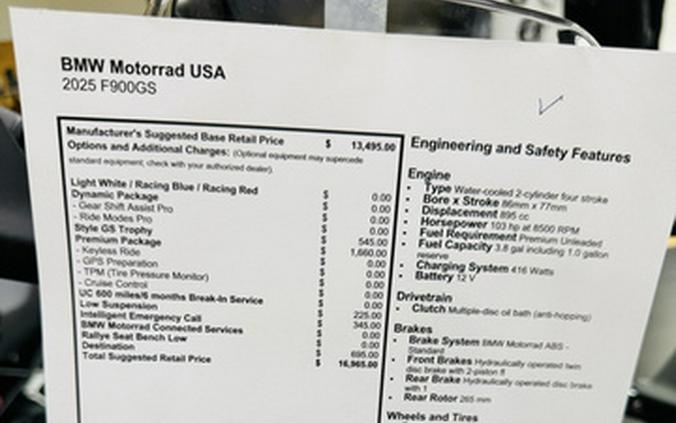 BMW Motorrad USA
2025 F900GS
Manufacturer's Suggested Base Retail Price $ 13,495.00
Options and Additional Charges: (Optional equipment may supercede
standard equipment; check with your authorized dealer).
Light White / Racing Blue / Racing Red $ 0.00
Dynamic Package $ 0.00
- Gear Shift Assist Pro $ 0.00
- Ride Modes Pro $ 0.00
Style GS Trophy $ 545.00
Premium Package $ 1,660.00
- Keyless Ride $ 0.00
- GPS Preparation $ 0.00
- TPM (Tire Pressure Monitor) $ 0.00
- Cruise Control $ 0.00
UC 600 miles/6 months Break-In Service $ 0.00
Low Suspension $ 225.00
Intelligent Emergency Call $ 345.00
BMW Motorrad Connected Services $ 0.00
Rallye Seat Bench Low $ 0.00
Destination $ 695.00
Total Suggested Retail Price $ 16,965.00
Engineering and Safety Features
Engine
• Type Water-cooled 2-cylinder four stroke
• Bore x Stroke 86mm x 77mm
• Displacement 895 cc
• Horsepower 103 hp at 8500 RPM
• Fuel Requirement Premium Unleaded
• Fuel Capacity 3.8 gal including 1.0 gallon
reserve
• Charging System 416 Watts
• Battery 12 V
Drivetrain
• Clutch Multiple-disc oil bath (anti-hopping)
Brakes
• Brake System BMW Motorrad ABS -
Standard
• Front Brakes Hydraulically operated twin
disc brake with 2-piston fl
• Rear Brake Hydraulically operated disc brake
with 1
• Rear Rotor 265 mm
Wheels and Tires